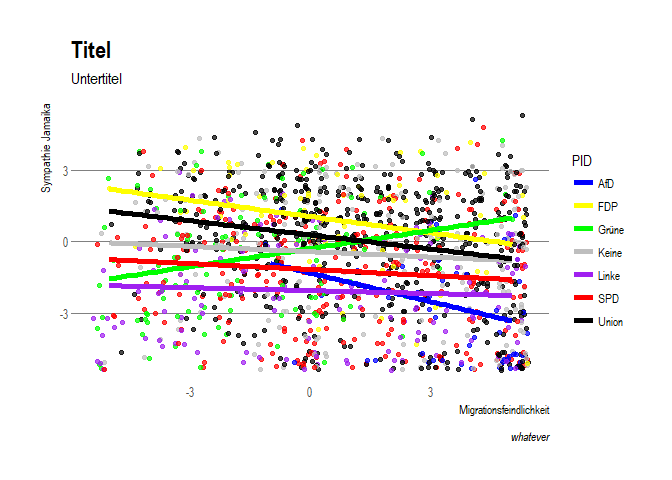 Titel
Untertitel
Sympathie Jamaika
3
0
-3
-3
0
3
Migrationsfeindlichkeit
whatever
PID
AfD
FDP
Grüne
Keine
Linke
SPD
Union